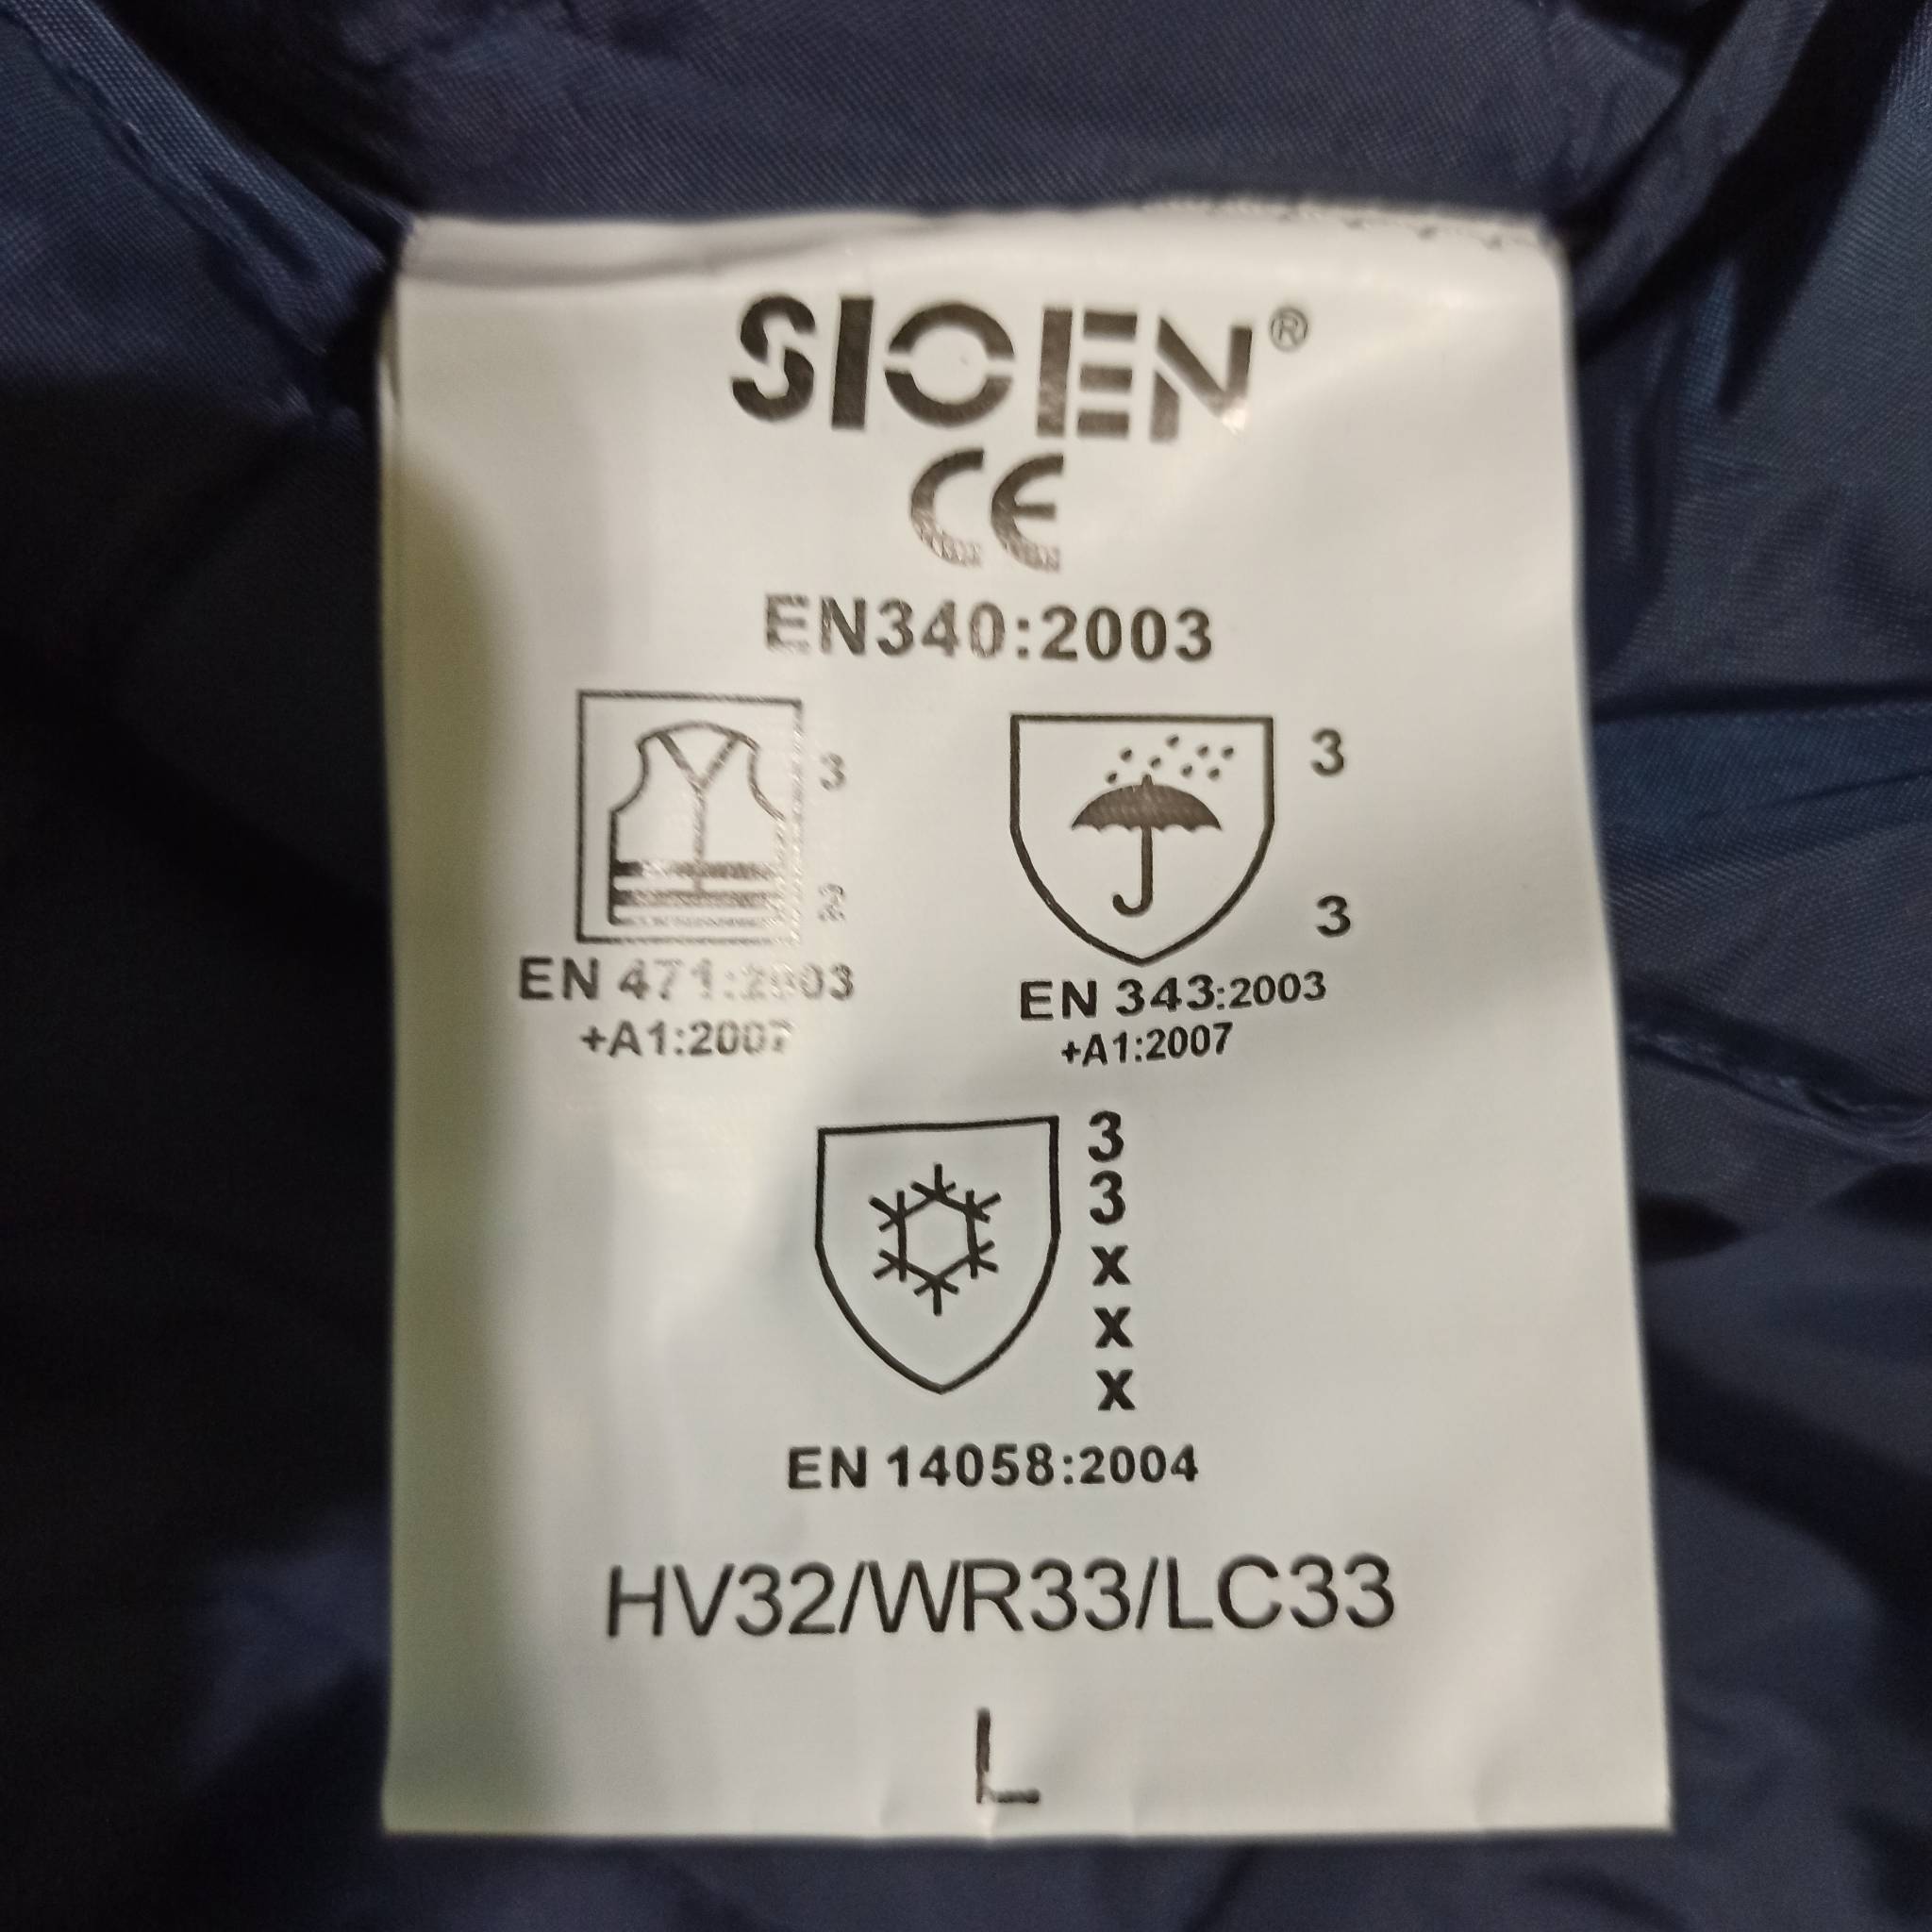 SIOEN®
CE
EN340:2003
3
2
EN 471:2003
+A1:2007
3
3
EN 343:2003
+A1:2007
3
3
X
X
X
EN 14058:2004
HV32/WR33/LC33
L